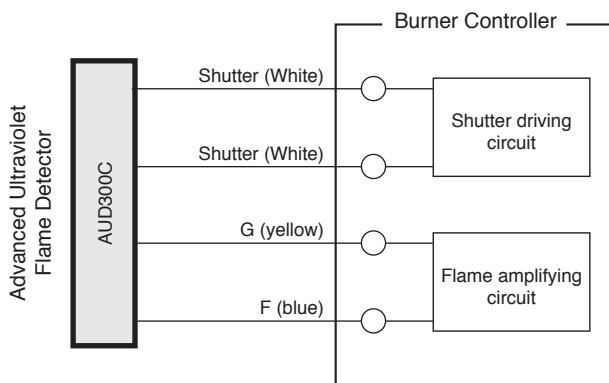 Burner Controller
Advanced Ultraviolet
Flame Detector
AUD300C
Shutter (White)
Shutter driving
circuit
Shutter (White)
G (yellow)
Flame amplifying
circuit
F (blue)